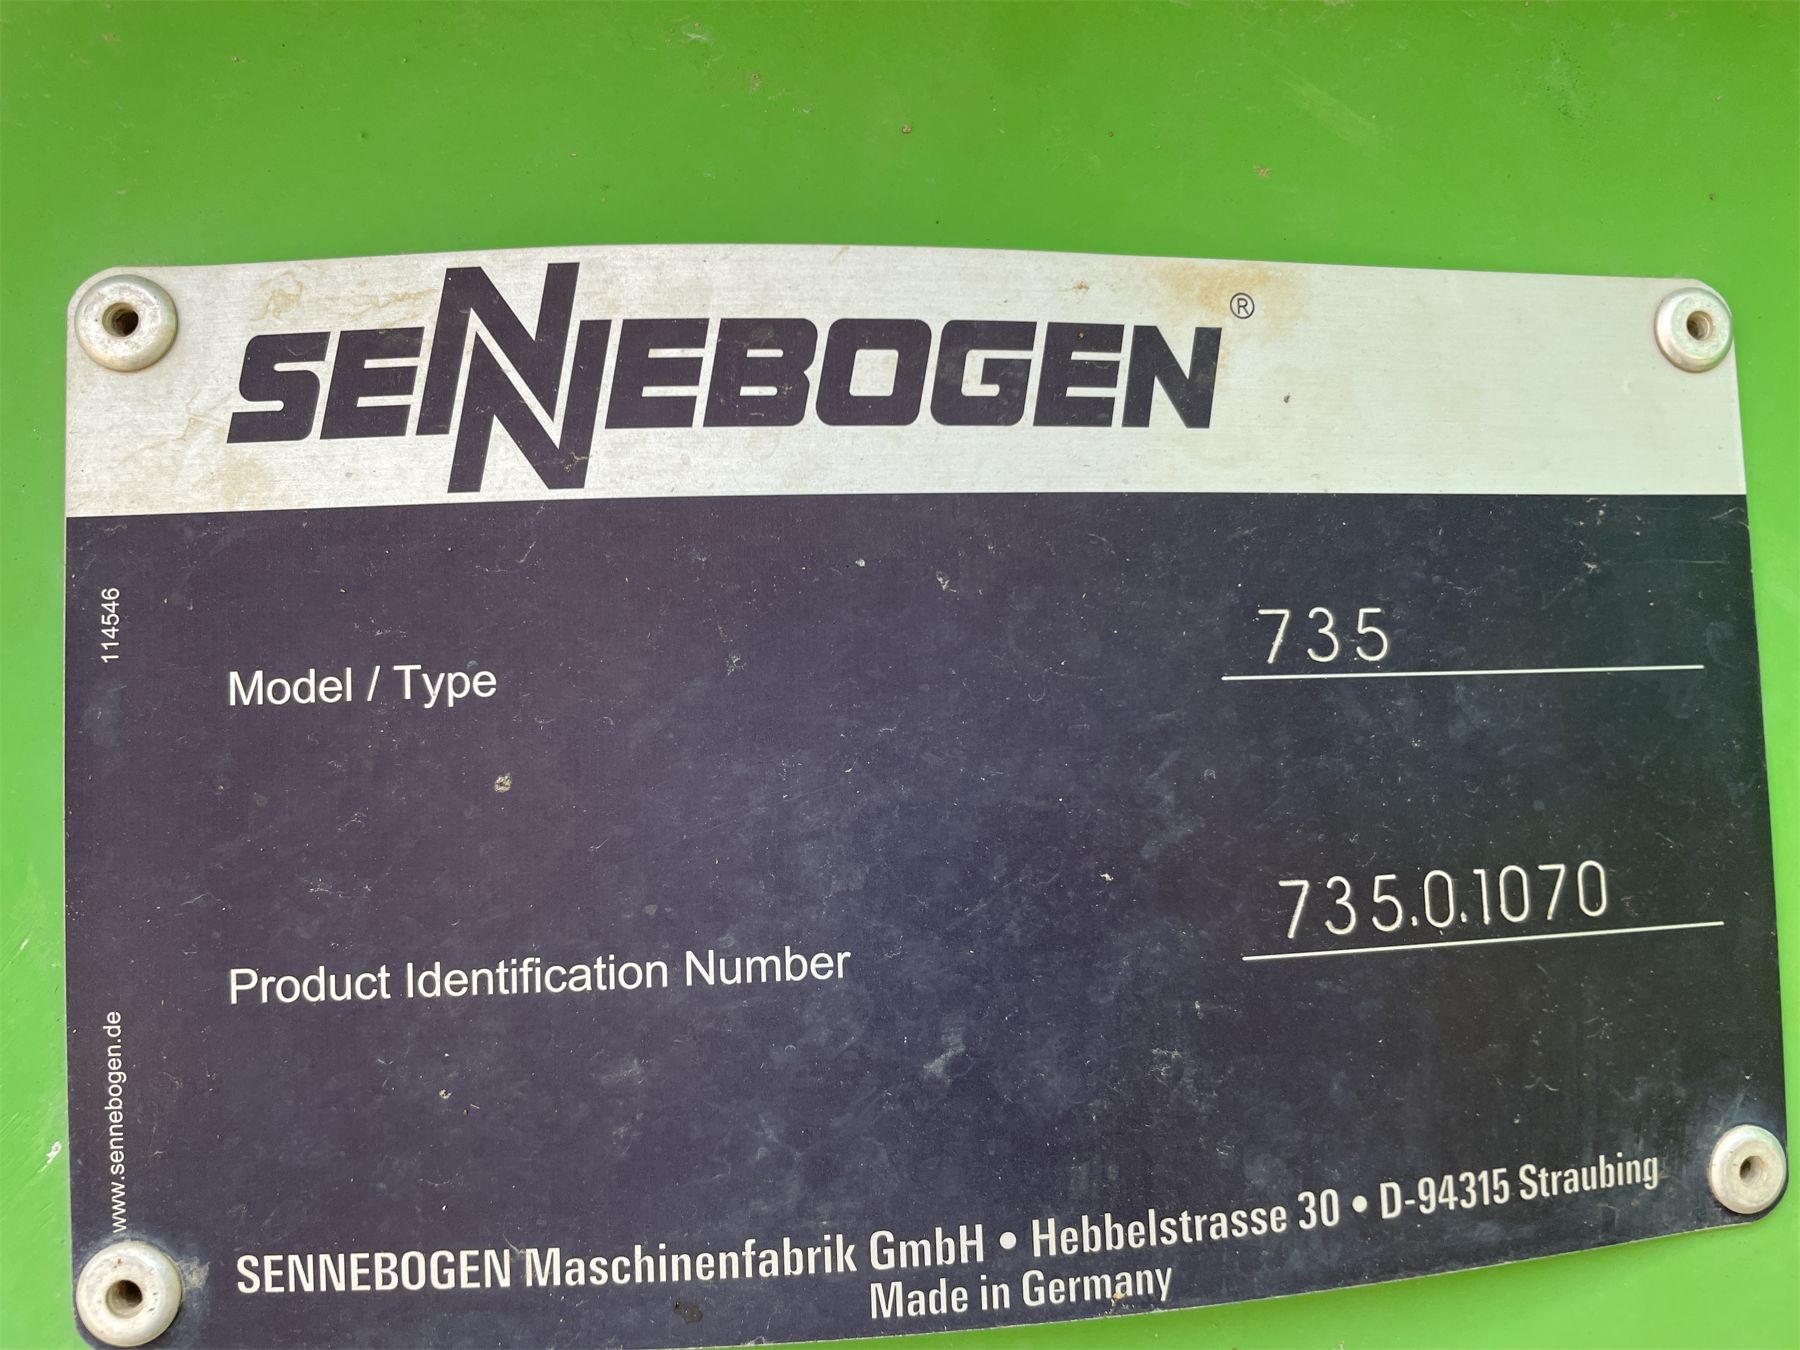 SENNEBOGEN®
114546
Model / Type 735
Product Identification Number 735.0.1070
www.sennebogen.de
SENNEBOGEN Maschinenfabrik GmbH • Hebbelstrasse 30 • D-94315 Straubing
Made in Germany